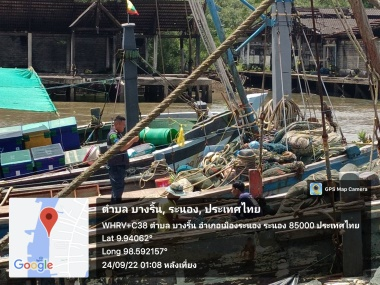 GPS Map Camera
ตำบล บางริ้น, ระนอง, ประเทศไทย
WHRV+C38 ตำบล บางริ้น อำเภอเมืองระนอง ระนอง 85000 ประเทศไทย
Lat 9.94062°
Long 98.592157°
24/09/22 01:08 หลังเที่ยง
Google